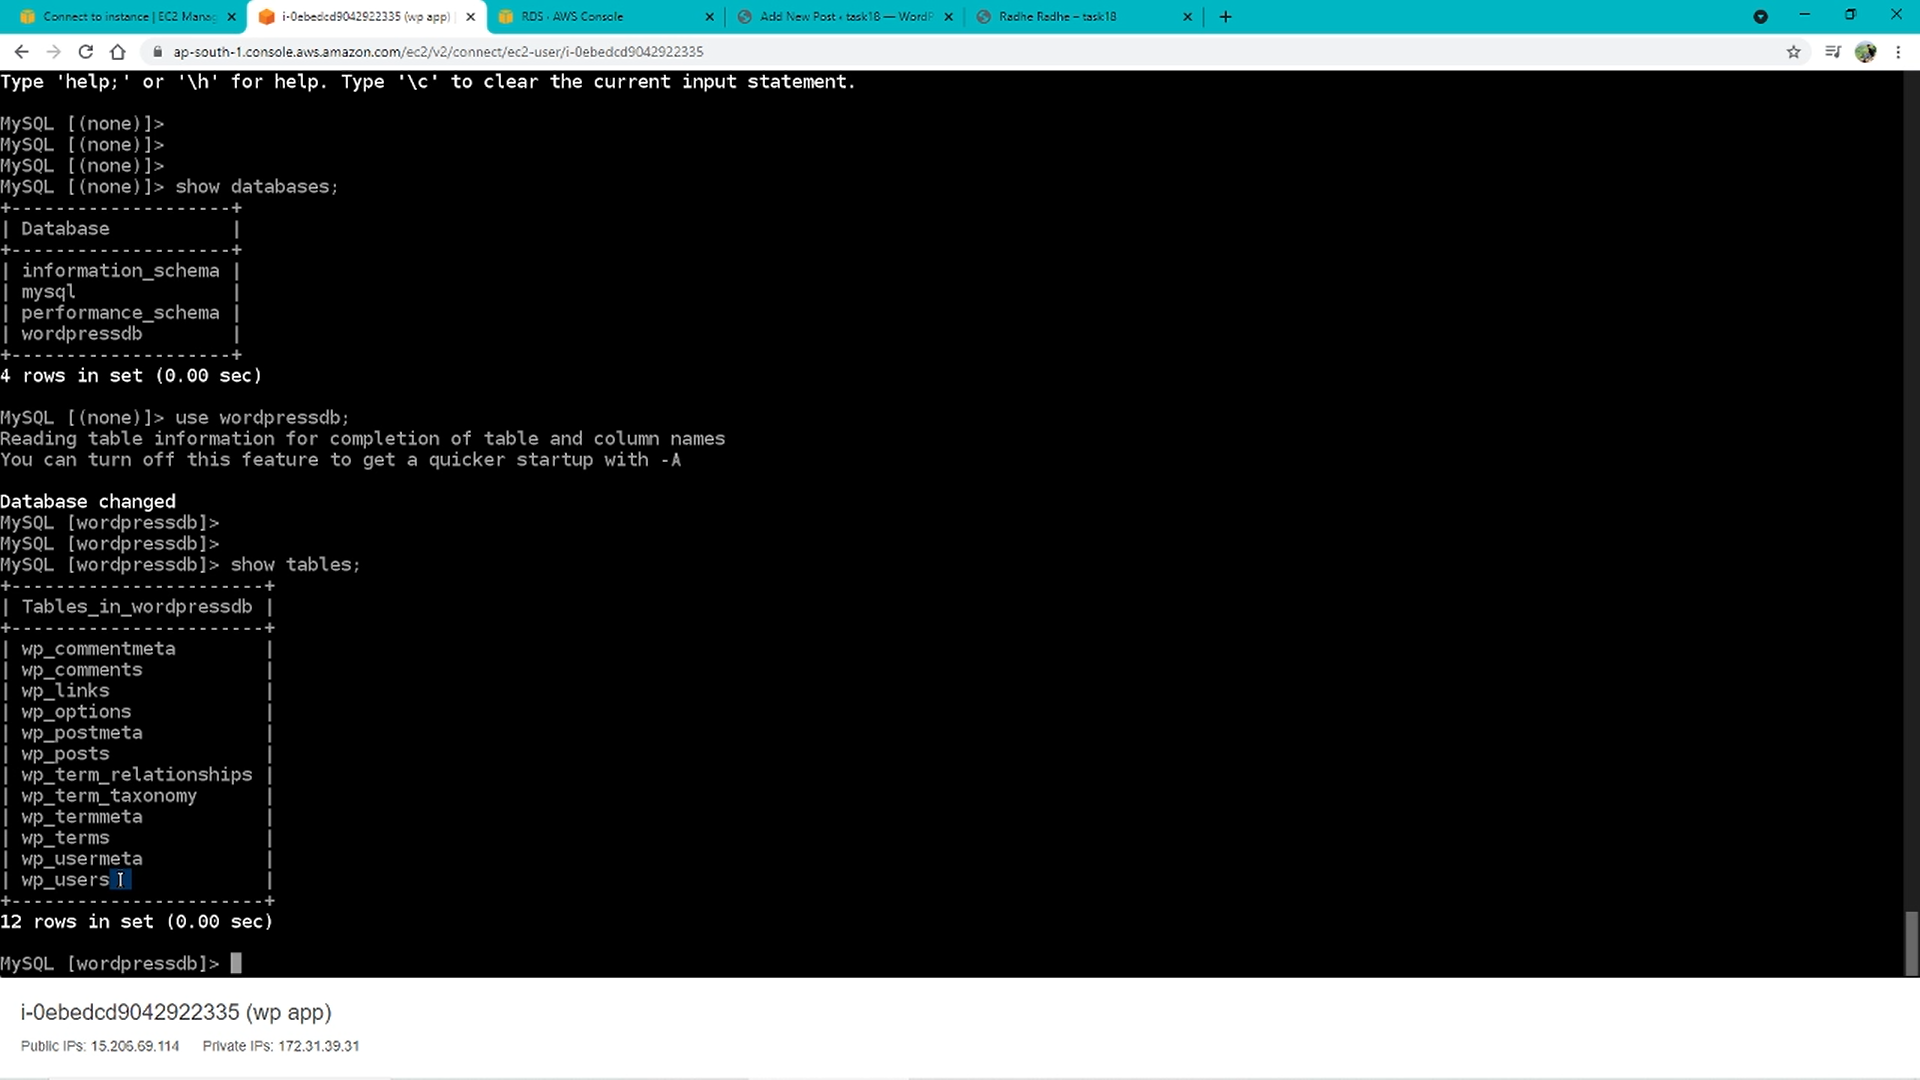 Connect to instance | EC2 Mana
i-0ebedcd9042922335 (wp app)
RDS · AWS Console
Add New Post ‹ task18 — WordP
Radhe Radhe – task18
ap-south-1.console.aws.amazon.com/ec2/v2/connect/ec2-user/i-0ebedcd9042922335
Type 'help;' or '\h' for help. Type '\c' to clear the current input statement.
MySQL [(none)]>
MySQL [(none)]>
MySQL [(none)]>
MySQL [(none)]> show databases;
+--------------------+
| Database           |
+--------------------+
| information_schema |
| mysql              |
| performance_schema |
| wordpressdb        |
+--------------------+
4 rows in set (0.00 sec)
MySQL [(none)]> use wordpressdb;
Reading table information for completion of table and column names
You can turn off this feature to get a quicker startup with -A
Database changed
MySQL [wordpressdb]>
MySQL [wordpressdb]>
MySQL [wordpressdb]> show tables;
+-----------------------+
| Tables_in_wordpressdb |
+-----------------------+
| wp_commentmeta        |
| wp_comments           |
| wp_links              |
| wp_options            |
| wp_postmeta           |
| wp_posts              |
| wp_term_relationships |
| wp_term_taxonomy      |
| wp_termmeta           |
| wp_terms              |
| wp_usermeta           |
| wp_users              |
+-----------------------+
12 rows in set (0.00 sec)
MySQL [wordpressdb]>
i-0ebedcd9042922335 (wp app)
Public IPs: 15.206.69.114 Private IPs: 172.31.39.31